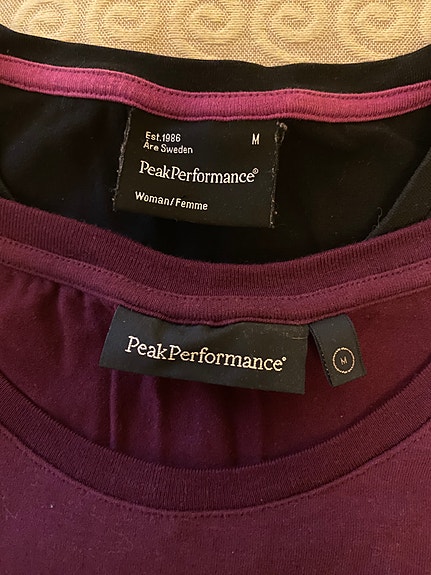 Est.1986 M
Åre Sweden
PeakPerformance®
Woman/Femme
PeakPerformance®
M